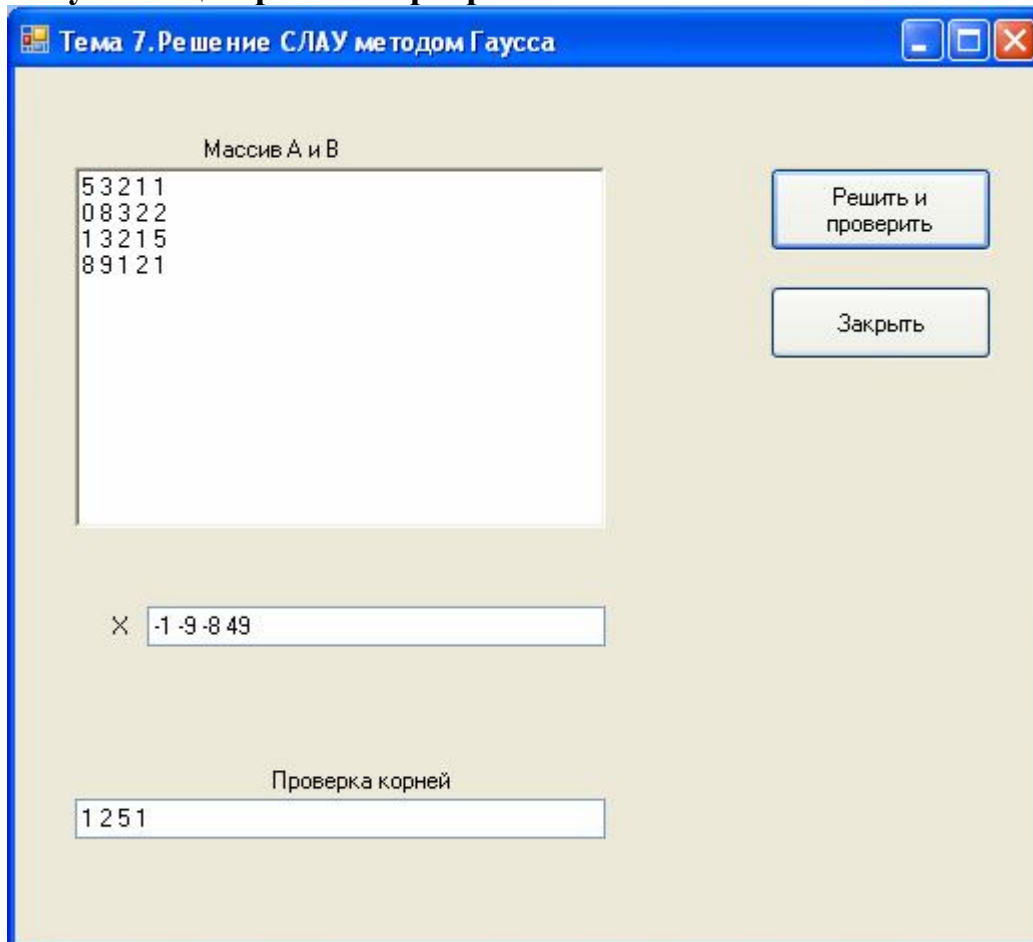 Тема 7.Решение СЛАУ методом Гаусса
Массив А и В
5 3 2 1 1
0 8 3 2 2
1 3 2 1 5
8 9 1 2 1
Решить и
проверить
Закрыть
X -1 -9 -8 49
Проверка корней
1 2 5 1